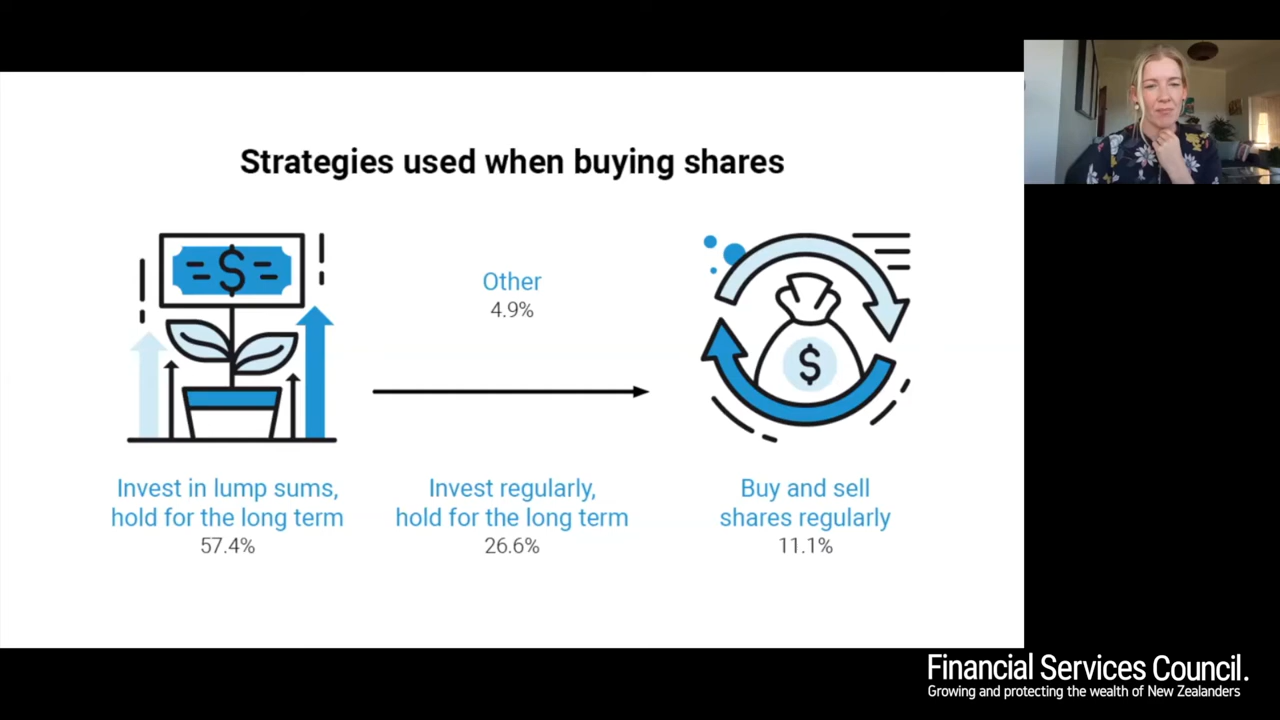 Strategies used when buying shares
Other
4.9%
Invest in lump sums,
hold for the long term
57.4%
Invest regularly,
hold for the long term
26.6%
Buy and sell
shares regularly
11.1%
$
$
Financial Services Council.
Growing and protecting the wealth of New Zealanders